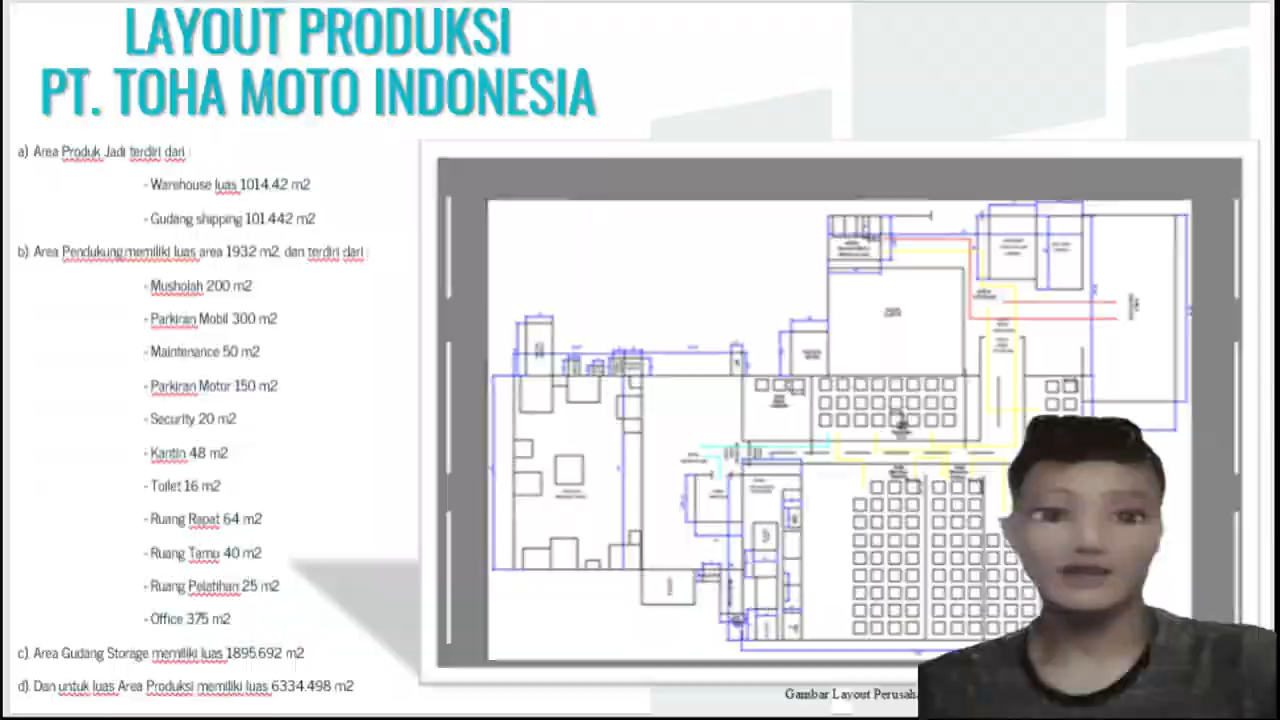 LAYOUT PRODUKSI
PT. TOHA MOTO INDONESIA
a) Area Produk Jadi terdiri dari :
- Warehouse luas 1014.42 m2
- Gudang shipping 101.442 m2
b) Area Pendukung memiliki luas area 1932 m2, dan terdiri dari :
- Musholah 200 m2
- Parkiran Mobil 300 m2
- Maintenance 50 m2
- Parkiran Motur 150 m2
- Security 20 m2
- Kantin 48 m2
- Toilet 16 m2
- Ruang Rapat 64 m2
- Ruang Tamu 40 m2
- Ruang Pelatihan 25 m2
- Office 375 m2
c) Area Gudang Storage memiliki luas 1895.692 m2
d) Dan untuk luas Area Produksi memiliki luas 6334.498 m2
Gambar Layout